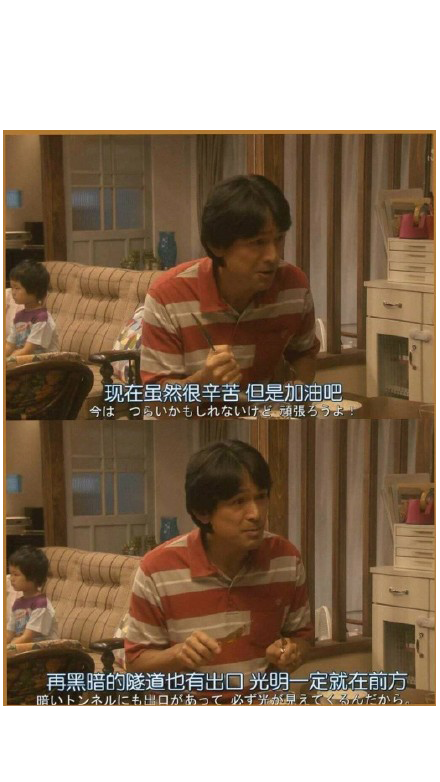 现在虽然很辛苦 但是加油吧
今は つらいかもしれないけど 頑張ろうよ!
再黑暗的隧道也有出口 光明一定就在前方
暗いトンネルにも出口があって 必ず光が見えてくるんだから。